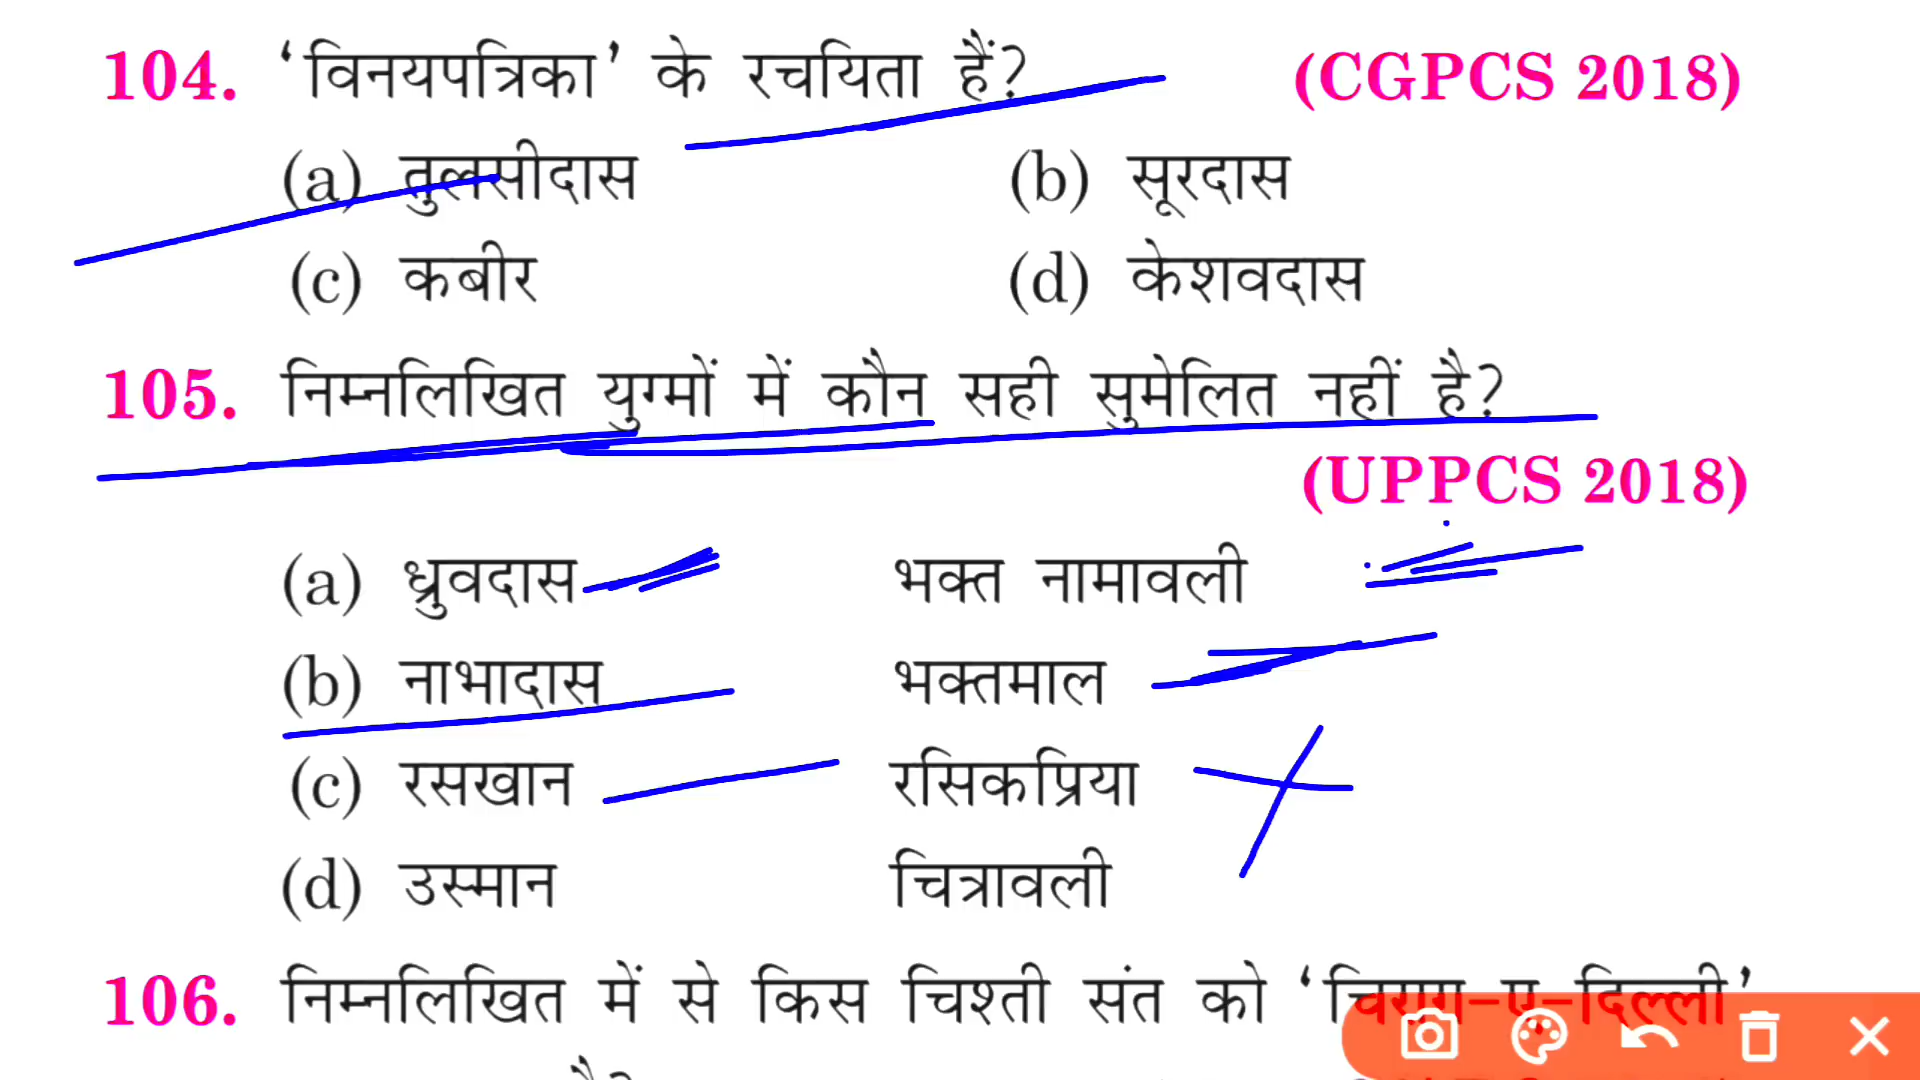 104. 'विनयपत्रिका' के रचयिता हैं? (CGPCS 2018)
(a) तुलसीदास (b) सूरदास
(c) कबीर (d) केशवदास
105. निम्नलिखित युग्मों में कौन सही सुमेलित नहीं है?
(UPPCS 2018)
(a) ध्रुवदास भक्त नामावली
(b) नाभादास भक्तमाल
(c) रसखान रसिकप्रिया
(d) उस्मान चित्रावली
106. निम्नलिखित में से किस चिश्ती संत को 'चिराग-ए-दिल्ली'